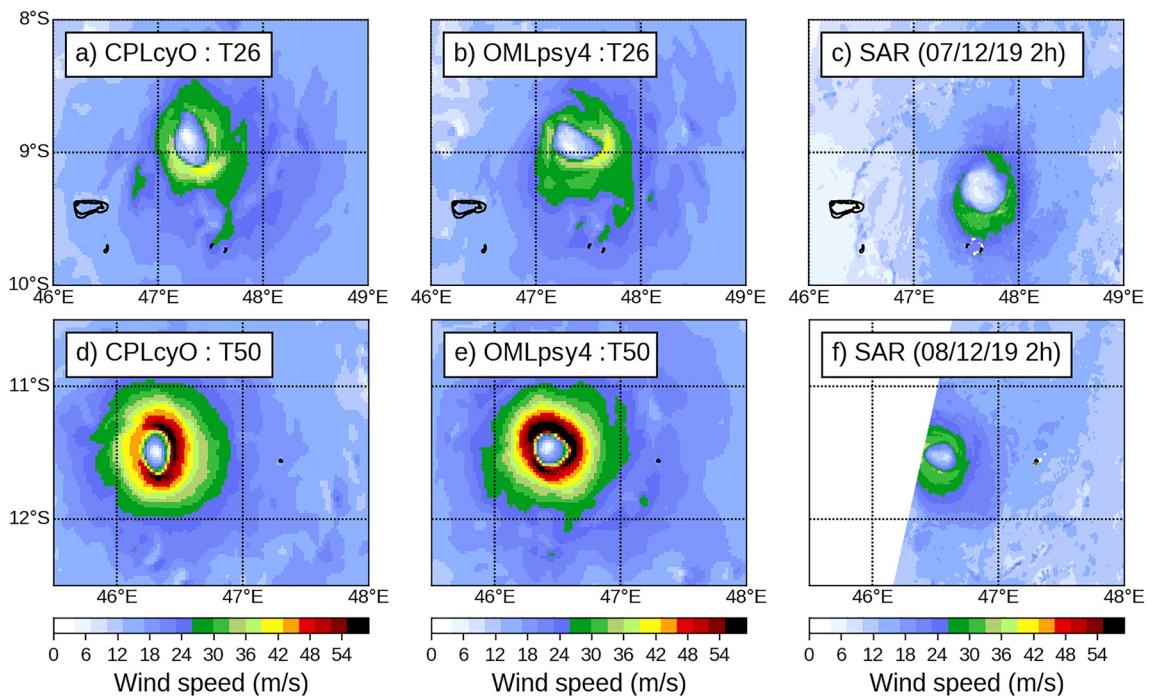 8°S
a) CPLcyO : T26
b) OMLpsy4 :T26
c) SAR (07/12/19 2h)
9°S
10°S
46°E 47°E 48°E 49°E 46°E 47°E 48°E 49°E 46°E 47°E 48°E 49°E
d) CPLcyO : T50
e) OMLpsy4 :T50
f) SAR (08/12/19 2h)
11°S
12°S
46°E 47°E 48°E 46°E 47°E 48°E 46°E 47°E 48°E
0 6 12 18 24 30 36 42 48 54 0 6 12 18 24 30 36 42 48 54 0 6 12 18 24 30 36 42 48 54
Wind speed (m/s) Wind speed (m/s) Wind speed (m/s)